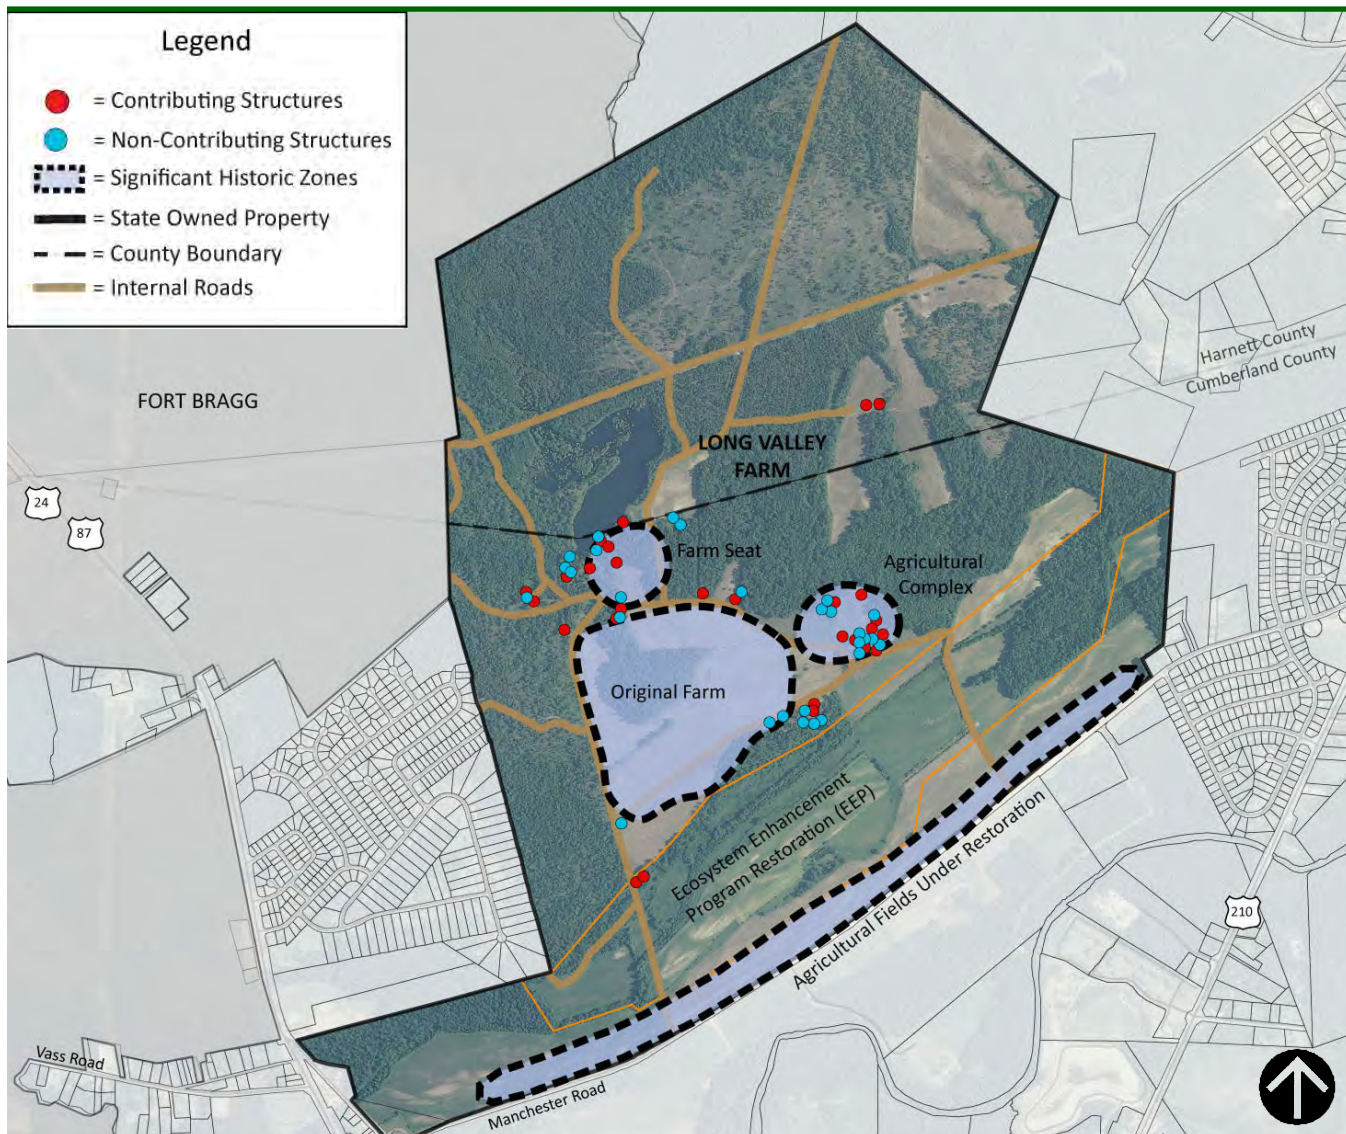 Legend
= Contributing Structures
= Non-Contributing Structures
= Significant Historic Zones
= State Owned Property
= County Boundary
= Internal Roads
Harnett County
Cumberland County
FORT BRAGG
LONG VALLEY
FARM
24
87
Farm Seat
Agricultural
Complex
Original Farm
Ecosystem Enhancement
Program Restoration (EEP)
Agricultural Fields Under Restoration
210
Vass Road
Manchester Road